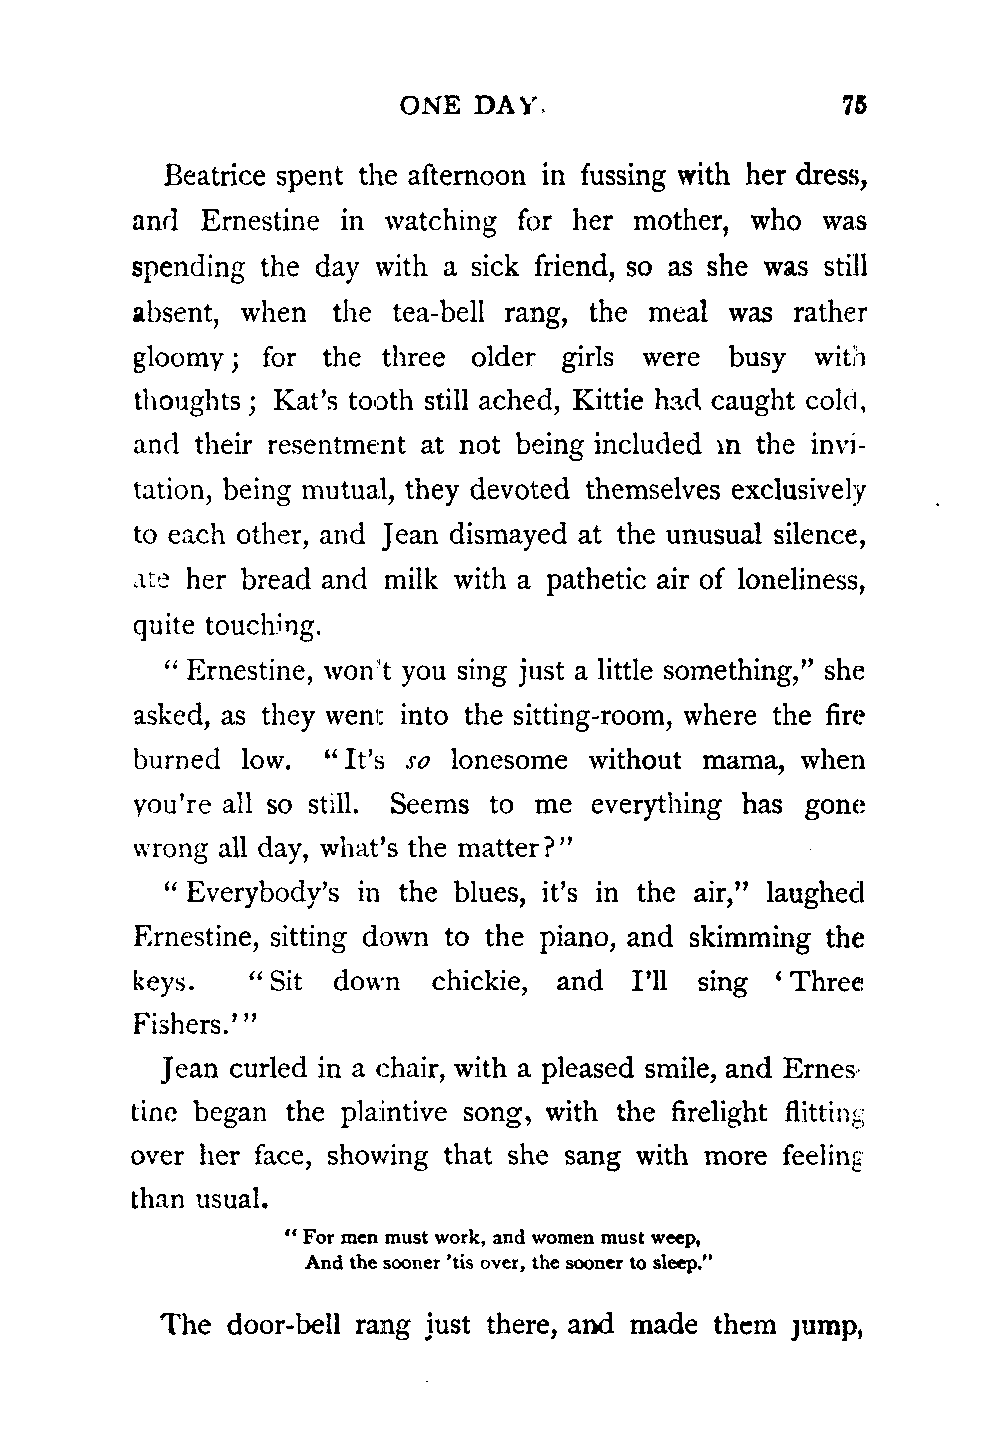 ONE DAY. 75
Beatrice spent the afternoon in fussing with her dress,
and Ernestine in watching for her mother, who was
spending the day with a sick friend, so as she was still
absent, when the tea-bell rang, the meal was rather
gloomy; for the three older girls were busy with
thoughts; Kat's tooth still ached, Kittie had caught cold,
and their resentment at not being included in the invi-
tation, being mutual, they devoted themselves exclusively
to each other, and Jean dismayed at the unusual silence,
ate her bread and milk with a pathetic air of loneliness,
quite touching.
"Ernestine, won't you sing just a little something," she
asked, as they went into the sitting-room, where the fire
burned low. "It's so lonesome without mama, when
you're all so still. Seems to me everything has gone
wrong all day, what's the matter?"
"Everybody's in the blues, it's in the air," laughed
Ernestine, sitting down to the piano, and skimming the
keys. "Sit down chickie, and I'll sing 'Three
Fishers.'"
Jean curled in a chair, with a pleased smile, and Ernes-
tine began the plaintive song, with the firelight flitting
over her face, showing that she sang with more feeling
than usual.
"For men must work, and women must weep,
And the sooner 'tis over, the sooner to sleep."
The door-bell rang just there, and made them jump,